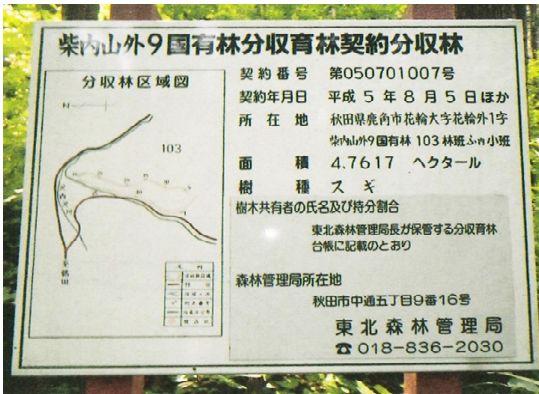 柴内山外9国有林分収育林契約分収林
分収林区域図
N
103
至鶴田
契約番号 第050701007号
契約年月日 平成5年8月5日ほか
所在地 秋田県鹿角市花輪大字花輪外1字
柴内山外9国有林 103林班ふ内小班
面積 4.7617 ヘクタール
樹種 スギ
樹木共有者の氏名及び持分割合
東北森林管理局長が保管する分収育林
台帳に記載のとおり
森林管理局所在地
秋田市中通五丁目9番16号
東北森林管理局
☎ 018-836-2030